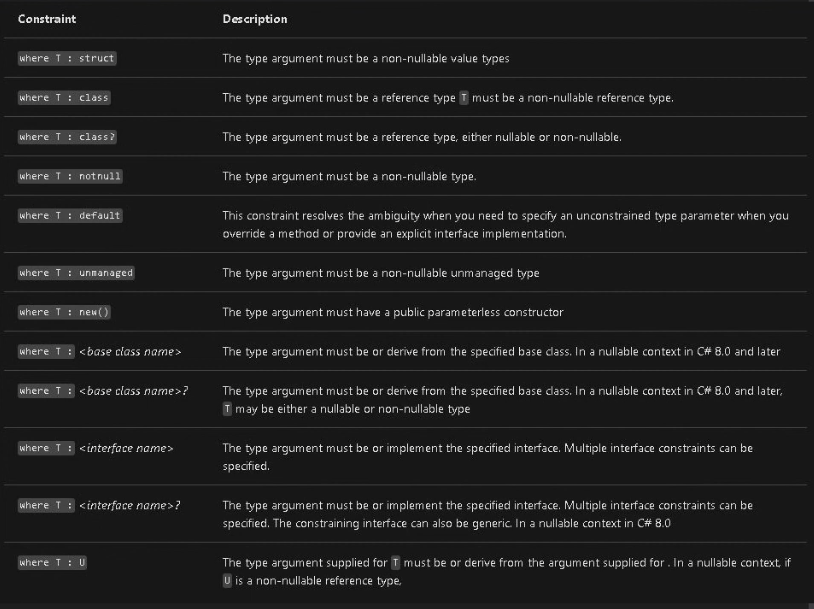 Constraint Description
where T : struct The type argument must be a non-nullable value types
where T : class The type argument must be a reference type T must be a non-nullable reference type.
where T : class? The type argument must be a reference type, either nullable or non-nullable.
where T : notnull The type argument must be a non-nullable type.
where T : default This constraint resolves the ambiguity when you need to specify an unconstrained type parameter when you
override a method or provide an explicit interface implementation.
where T : unmanaged The type argument must be a non-nullable unmanaged type
where T : new() The type argument must have a public parameterless constructor
where T : <base class name> The type argument must be or derive from the specified base class. In a nullable context in C# 8.0 and later
where T : <base class name>? The type argument must be or derive from the specified base class. In a nullable context in C# 8.0 and later,
T may be either a nullable or non-nullable type
where T : <interface name> The type argument must be or implement the specified interface. Multiple interface constraints can be
specified.
where T : <interface name>? The type argument must be or implement the specified interface. Multiple interface constraints can be
specified. The constraining interface can also be generic. In a nullable context in C# 8.0
where T : U The type argument supplied for T must be or derive from the argument supplied for . In a nullable context, if
U is a non-nullable reference type,